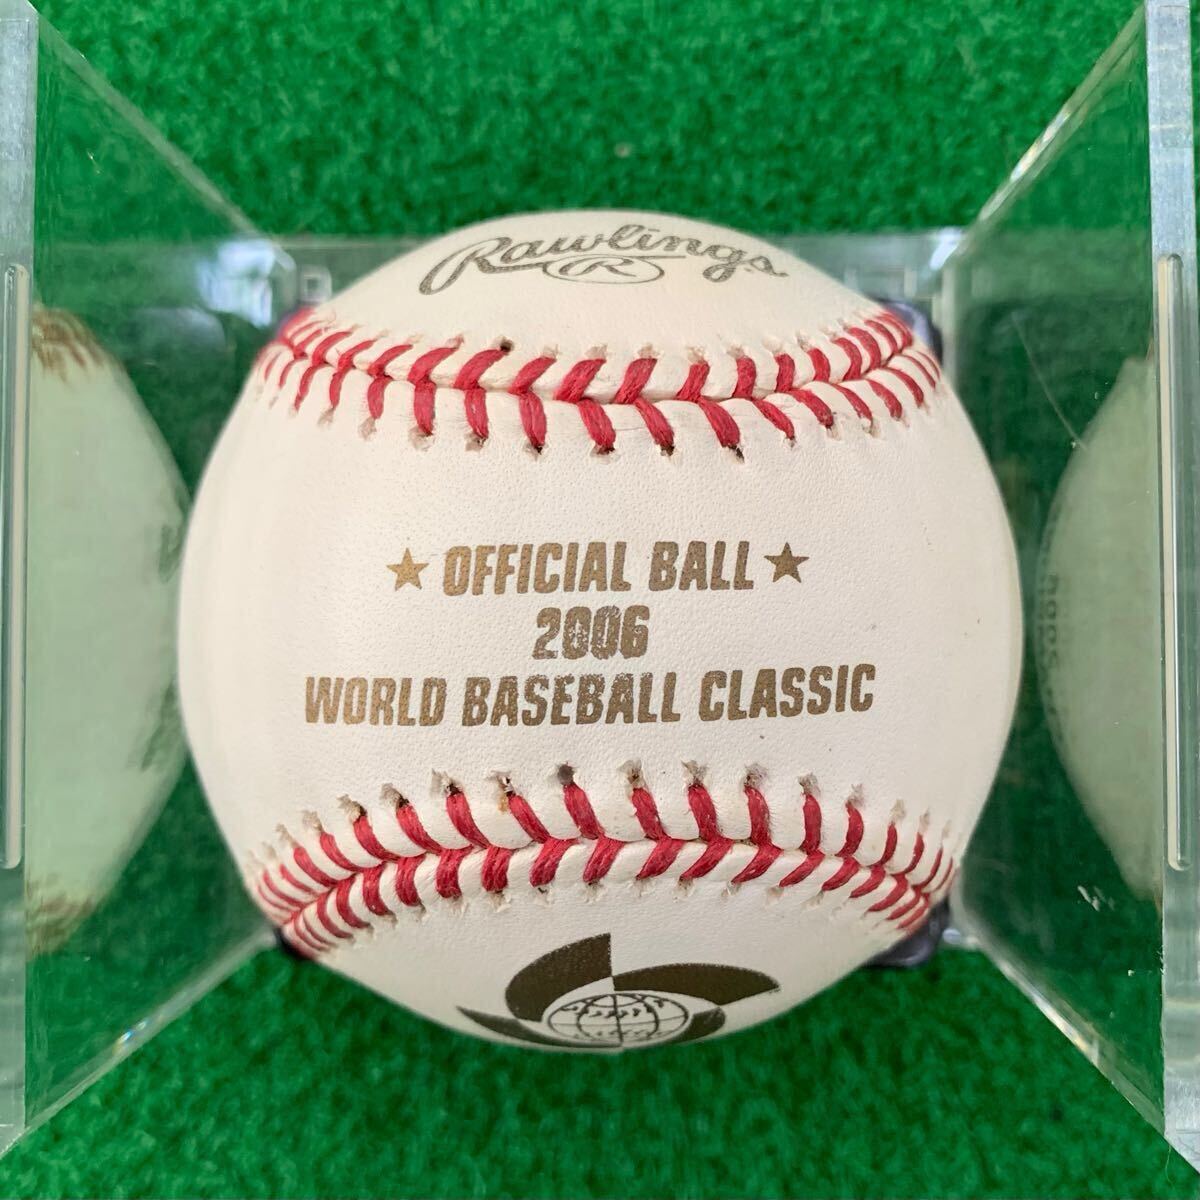 Rawlings
R
★ OFFICIAL BALL ★
2006
WORLD BASEBALL CLASSIC